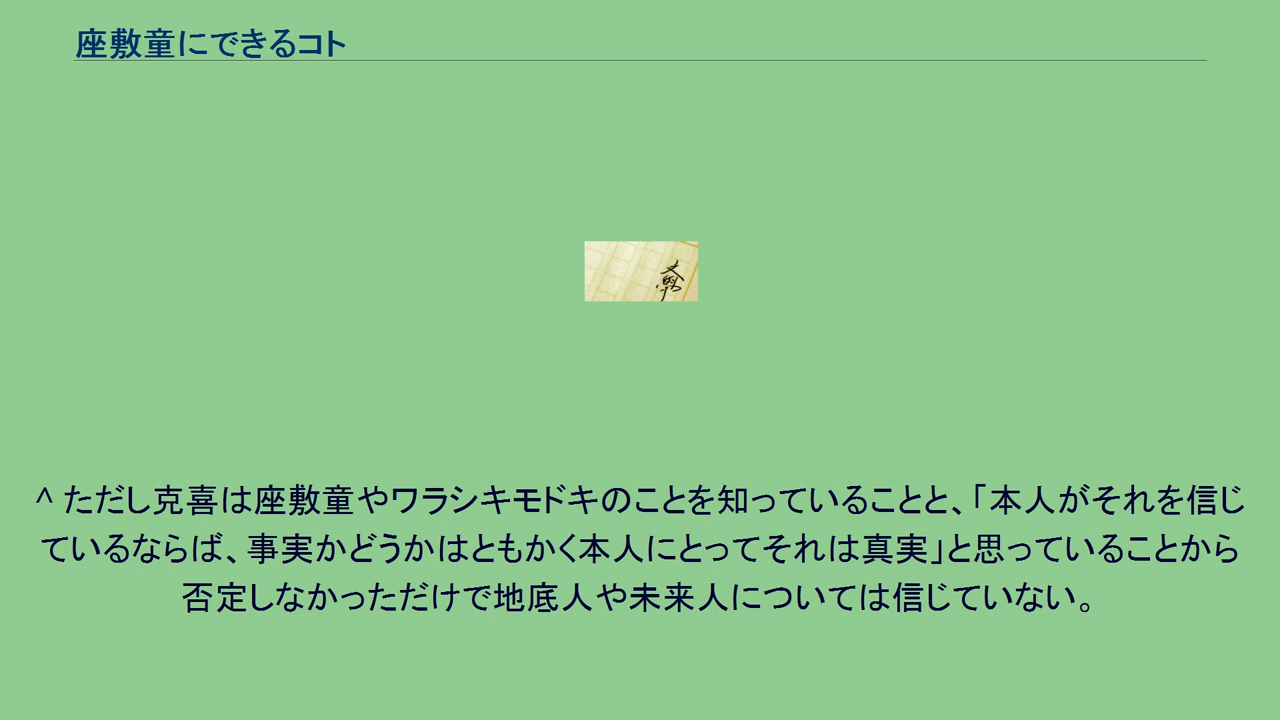 座敷童にできるコト
^ ただし克喜は座敷童やワラシキモドキのことを知っていることと、「本人がそれを信じ
ているならば、事実かどうかはともかく本人にとってそれは真実」と思っていることから
否定しなかっただけで地底人や未来人については信じていない。